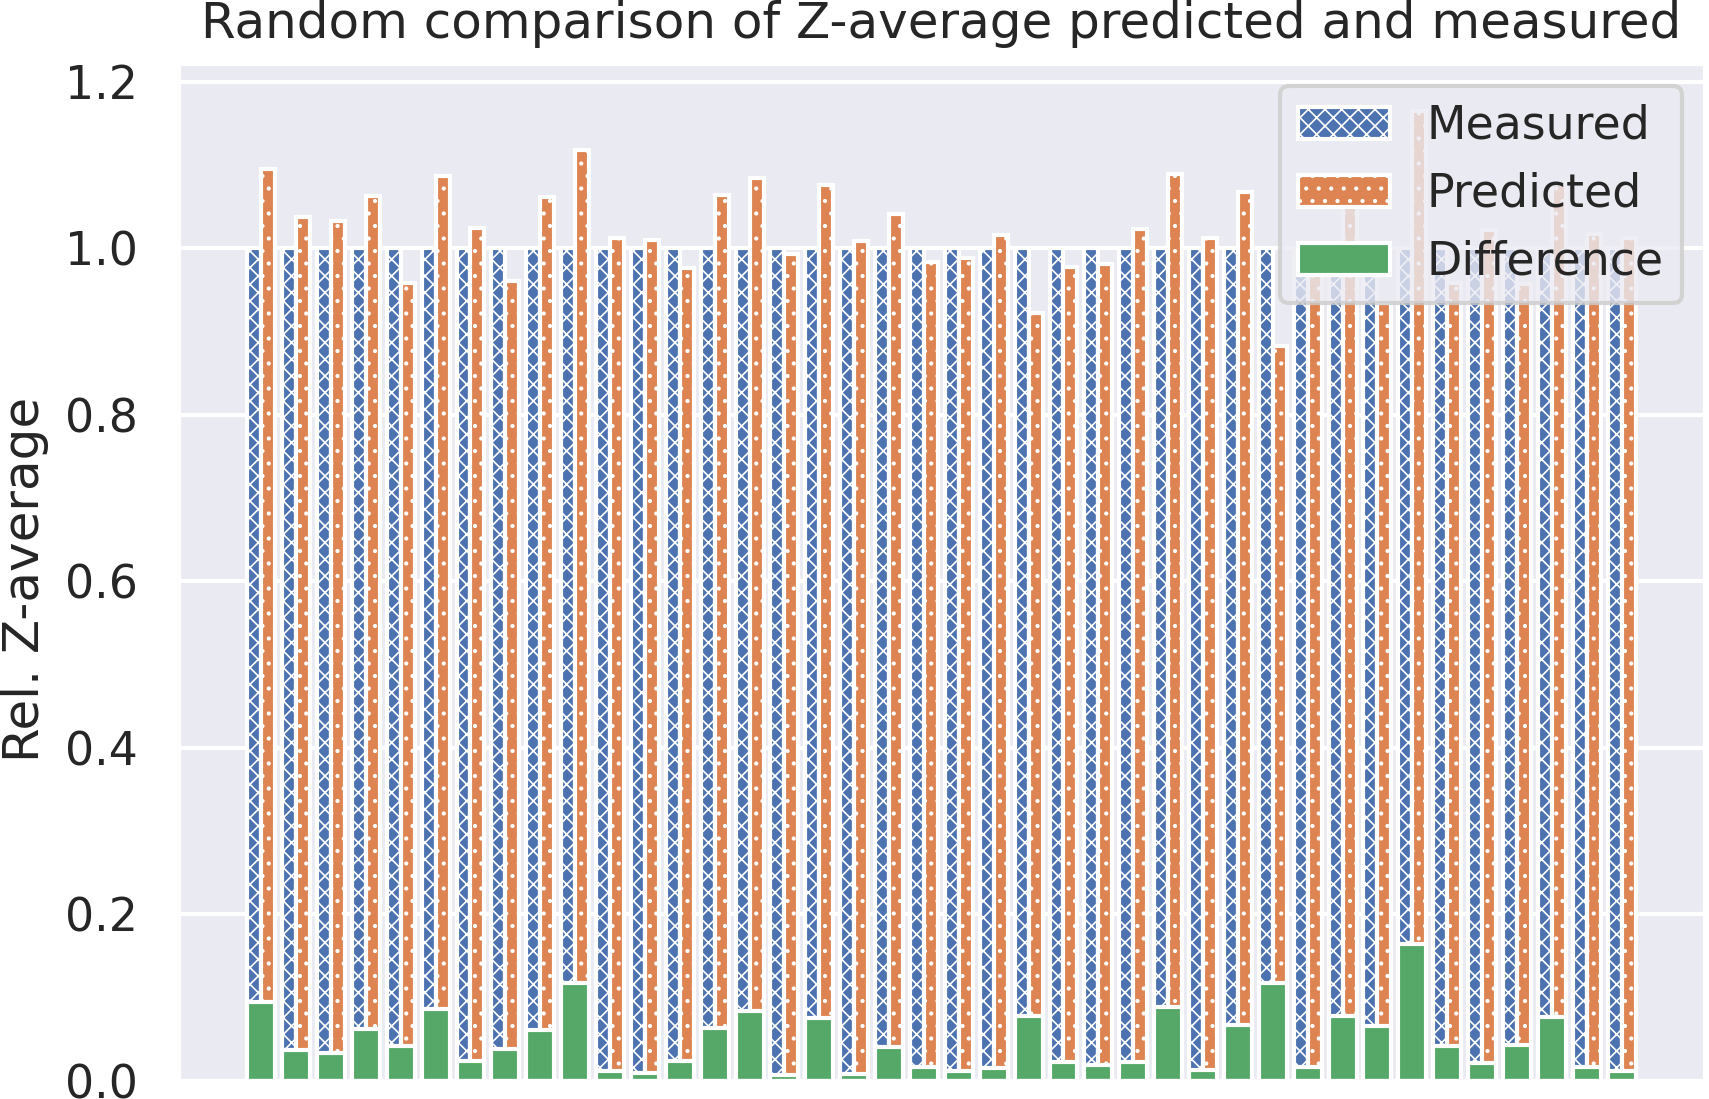 Random comparison of Z-average predicted and measured
1.2
1.0
0.8
0.6
0.4
0.2
0.0
Rel. Z-average
Measured
Predicted
Difference